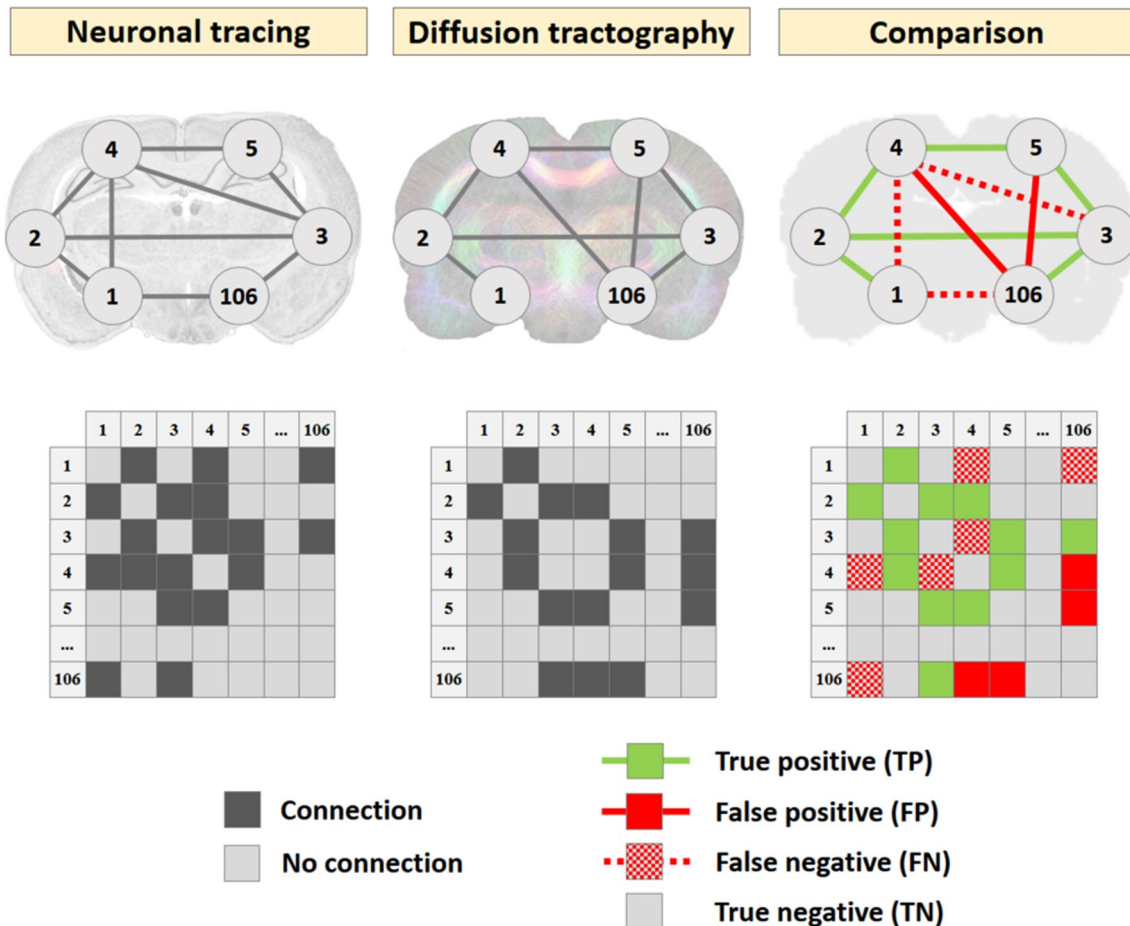 Neuronal tracing
Diffusion tractography
Comparison
4 5
2 3
1 106
4 5
2 3
1 106
4 5
2 3
1 106
1 2 3 4 5 ... 106
1
2
3
4
5
...
106
1 2 3 4 5 ... 106
1
2
3
4
5
...
106
1 2 3 4 5 ... 106
1
2
3
4
5
...
106
Connection
No connection
True positive (TP)
False positive (FP)
False negative (FN)
True negative (TN)